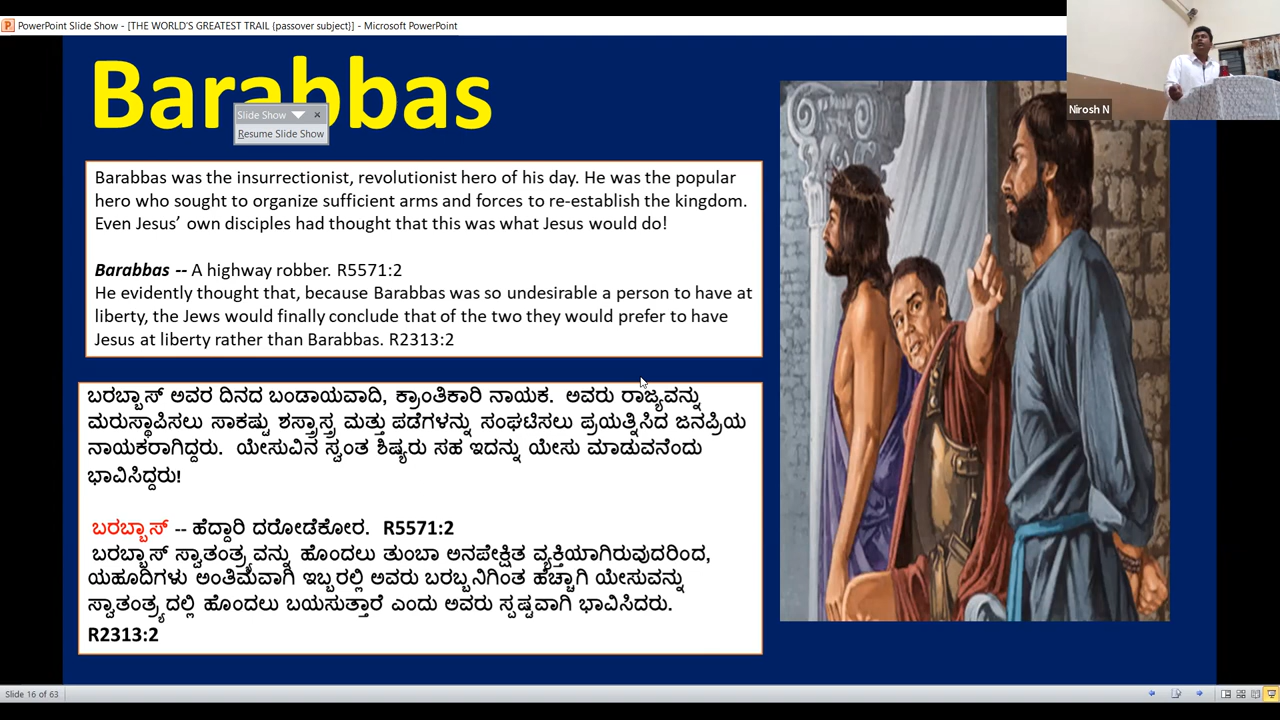 PowerPoint Slide Show - [THE WORLD'S GREATEST TRAIL (passover subject}] - Microsoft PowerPoint
Barabbas
Slide Show
Resume Slide Show
Nirosh N
Barabbas was the insurrectionist, revolutionist hero of his day. He was the popular
hero who sought to organize sufficient arms and forces to re-establish the kingdom.
Even Jesus’ own disciples had thought that this was what Jesus would do!
Barabbas -- A highway robber. R5571:2
He evidently thought that, because Barabbas was so undesirable a person to have at
liberty, the Jews would finally conclude that of the two they would prefer to have
Jesus at liberty rather than Barabbas. R2313:2
ಬರಬ್ಬಾಸ್ ಅವರ ದಿನದ ಬಂಡಾಯವಾದಿ, ಕ್ರಾಂತಿಕಾರಿ ನಾಯಕ. ಅವರು ರಾಜ್ಯವನ್ನು
ಮರುಸ್ಥಾಪಿಸಲು ಸಾಕಷ್ಟು ಶಸ್ತ್ರಾಸ್ತ್ರ ಮತ್ತು ಪಡೆಗಳನ್ನು ಸಂಘಟಿಸಲು ಪ್ರಯತ್ನಿಸಿದ ಜನಪ್ರಿಯ
ನಾಯಕರಾಗಿದ್ದರು. ಯೇಸುವಿನ ಸ್ವಂತ ಶಿಷ್ಯರು ಸಹ ಇದನ್ನು ಯೇಸು ಮಾಡುವನೆಂದು
ಭಾವಿಸಿದ್ದರು!
ಬರಬ್ಬಾಸ್ -- ಹೆದ್ದಾರಿ ದರೋಡೆಕೋರ. R5571:2
ಬರಬ್ಬಾಸ್ ಸ್ವಾತಂತ್ರ್ಯವನ್ನು ಹೊಂದಲು ತುಂಬಾ ಅನಪೇಕ್ಷಿತ ವ್ಯಕ್ತಿಯಾಗಿರುವುದರಿಂದ,
ಯಹೂದಿಗಳು ಅಂತಿಮವಾಗಿ ಇಬ್ಬರಲ್ಲಿ ಅವರು ಬರಬ್ಬನಿಗಿಂತ ಹೆಚ್ಚಾಗಿ ಯೇಸುವನ್ನು
ಸ್ವಾತಂತ್ರ್ಯದಲ್ಲಿ ಹೊಂದಲು ಬಯಸುತ್ತಾರೆ ಎಂದು ಅವರು ಸ್ಪಷ್ಟವಾಗಿ ಭಾವಿಸಿದರು.
R2313:2
Slide 16 of 63